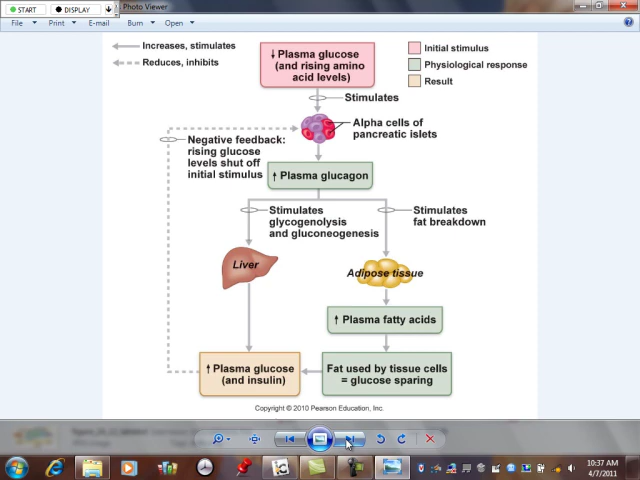 START
DISPLAY
Photo Viewer
File
Print
E-mail
Burn
Open
Increases, stimulates
Reduces, inhibits
↓ Plasma glucose
(and rising amino
acid levels)
Initial stimulus
Physiological response
Result
Stimulates
Alpha cells of
pancreatic islets
Negative feedback:
rising glucose
levels shut off
initial stimulus
↑ Plasma glucagon
Stimulates
glycogenolysis
and gluconeogenesis
Stimulates
fat breakdown
Liver
Adipose tissue
↑ Plasma fatty acids
↑ Plasma glucose
(and insulin)
Fat used by tissue cells
= glucose sparing
Copyright © 2010 Pearson Education, Inc.
10:37 AM
4/7/2011